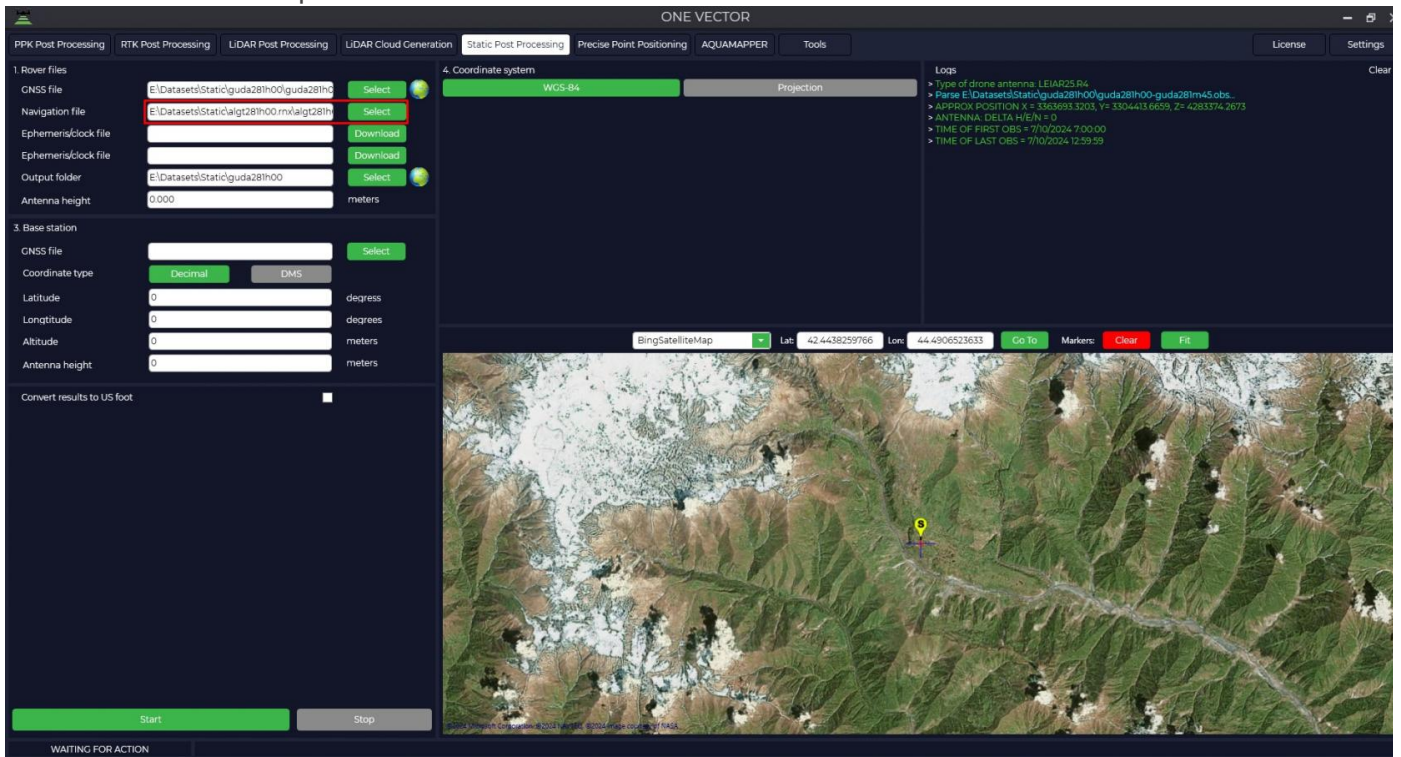 ONE VECTOR
PPK Post Processing RTK Post Processing LiDAR Post Processing LiDAR Cloud Generation Static Post Processing Precise Point Positioning AQUAMAPPER Tools License Settings
1. Rover files
GNSS file E:\Datasets\Static\guda281h00\guda281h0 Select
Navigation file E:\Datasets\Static\algt281h00.rnx\algt281h Select
Ephemeris/clock file Download
Ephemeris/clock file Download
Output folder E:\Datasets\Static\guda281h00 Select
Antenna height 0.000 meters
3. Base station
GNSS file Select
Coordinate type Decimal DMS
Latitude 0 degress
Longtitude 0 degrees
Altitude 0 meters
Antenna height 0 meters
Convert results to US foot
Start Stop
WAITING FOR ACTION
4. Coordinate system
WGS-84 Projection
Logs Clear
> Type of drone antenna: LEIAR25.R4
> Parse E:\Datasets\Static\guda281h00\guda281h00-guda281m45.obs...
> APPROX POSITION X = 3363693.3203, Y= 3304413.6659, Z= 4283374.2673
> ANTENNA: DELTA H/E/N = 0
> TIME OF FIRST OBS = 7/10/2024 7:00:00
> TIME OF LAST OBS = 7/10/2024 12:59:59
BingSatelliteMap Lat: 42.4438259766 Lon: 44.4906523633 Go To Markers: Clear Fit
S